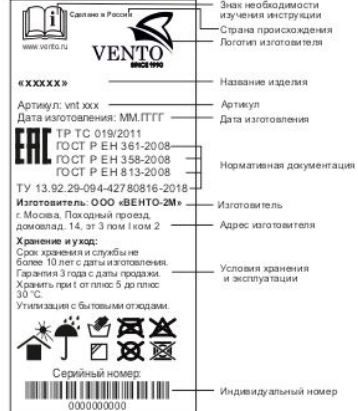 Сделано в России
www.vento.ru
VENTO
SINCE 1990
«xxxxx»
Артикул: vnt xxx
Дата изготовления: ММ.ГГГГ
ЕАС
ТР ТС 019/2011
ГОСТ Р ЕН 361-2008
ГОСТ Р ЕН 358-2008
ГОСТ Р ЕН 813-2008
ТУ 13.92.29-094-42780816-2018
Изготовитель: ООО «ВЕНТО-2М»
г. Москва, Походный проезд,
домовлад. 14, эт 3 пом I ком 2
Хранение и уход:
Срок хранения и службы не
более 10 лет с даты изготовления.
Гарантия 3 года с даты продажи.
Хранить при t от плюс 5 до плюс
30 °С.
Утилизация с бытовыми отходами.
Серийный номер:
0000000000
Знак необходимости
изучения инструкции
Страна происхождения
Логотип изготовителя
Название изделия
Артикул
Дата изготовления
Нормативная документация
Изготовитель
Адрес изготовителя
Условия хранения
и эксплуатации
Индивидуальный номер